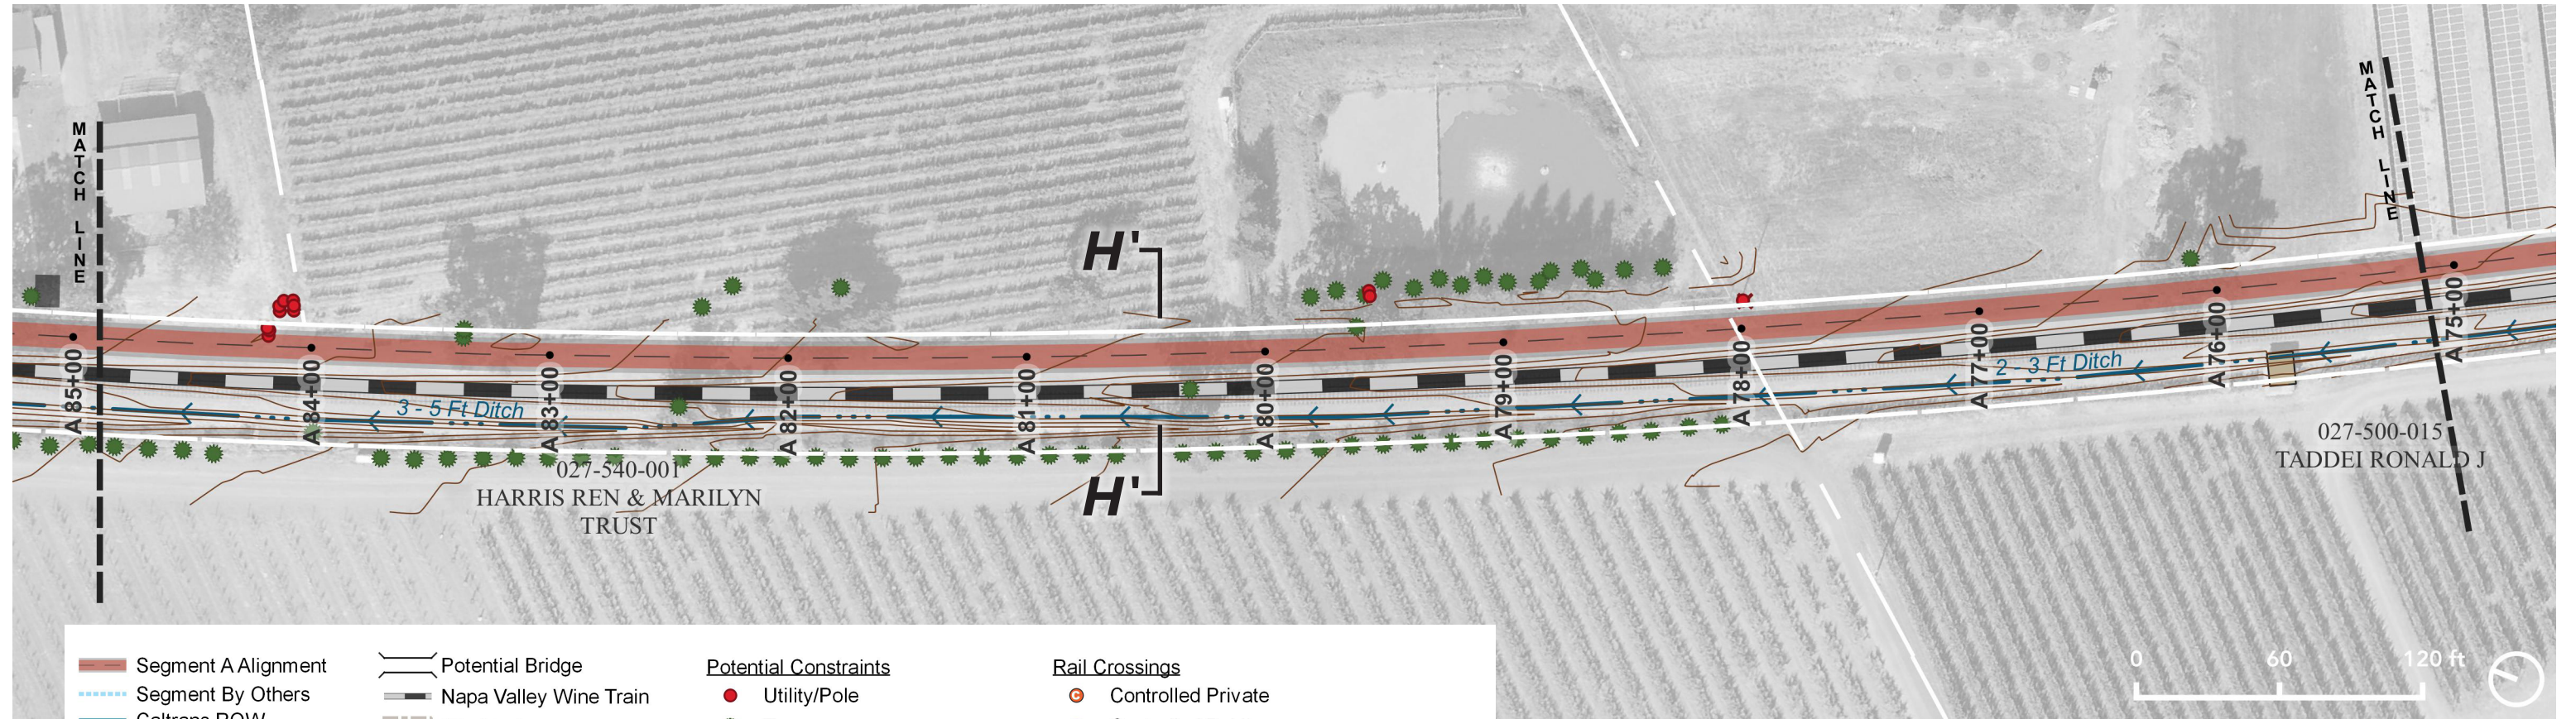 MATCH LINE
MATCH LINE
H'
H'
A 85+00
A 84+00
A 83+00
A 82+00
A 81+00
A 80+00
A 79+00
A 78+00
A 77+00
A 76+00
A 75+00
3 - 5 Ft Ditch
2 - 3 Ft Ditch
027-540-001
HARRIS REN & MARILYN
TRUST
027-500-015
TADDEI RONALD J
Segment A Alignment
Segment By Others
Caltrans ROW
Potential Bridge
Napa Valley Wine Train
Potential Constraints
Utility/Pole
Rail Crossings
C Controlled Private
0 60 120 ft